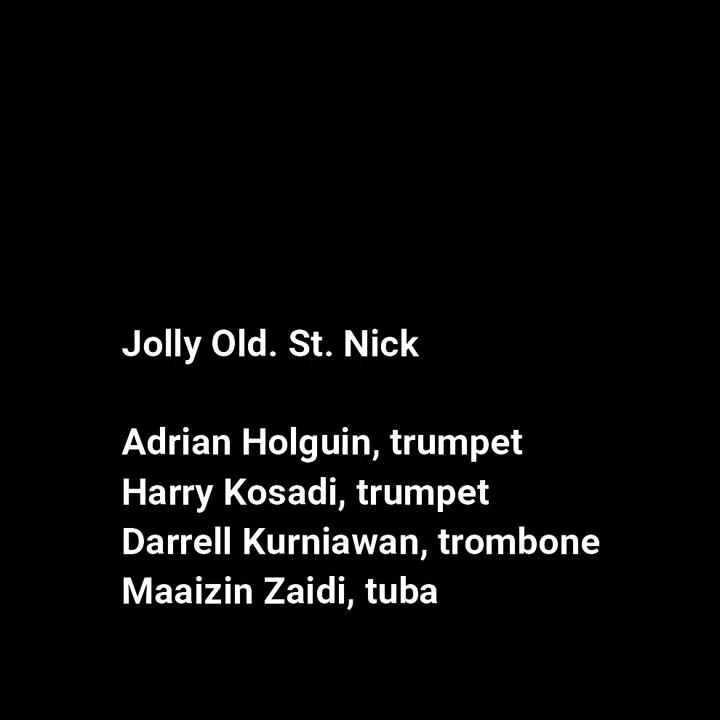 Jolly Old. St. Nick
Adrian Holguin, trumpet
Harry Kosadi, trumpet
Darrell Kurniawan, trombone
Maaizin Zaidi, tuba